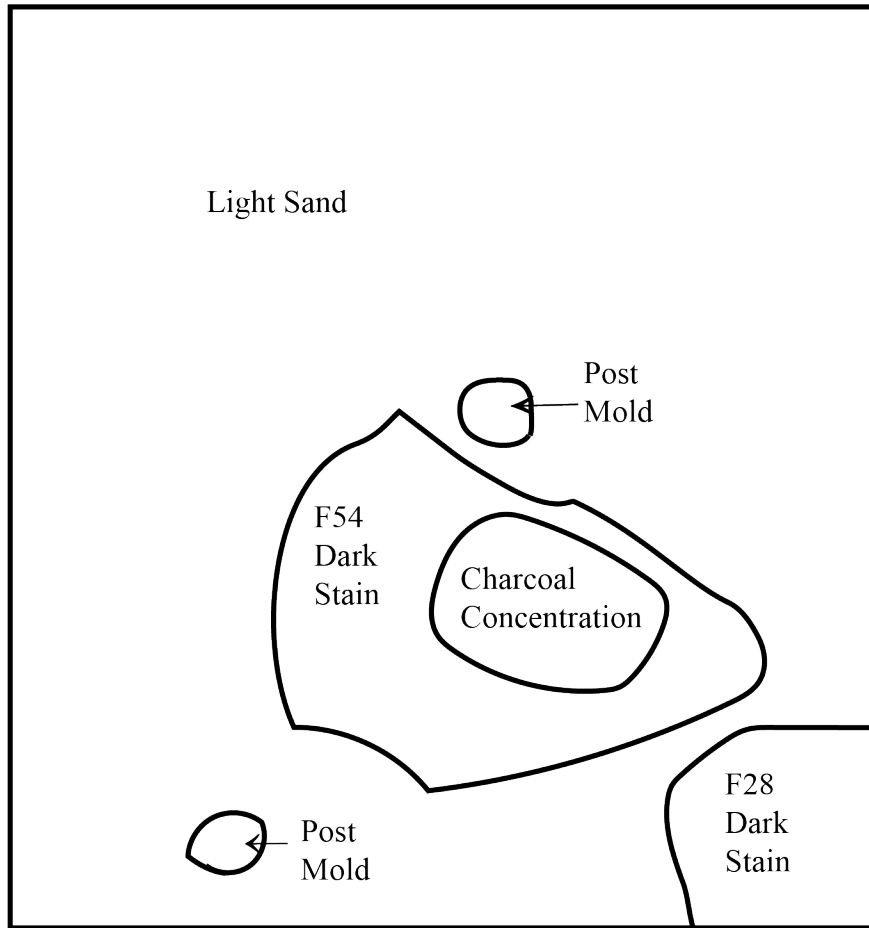 Light Sand
Post
Mold
F54
Dark
Stain
Charcoal
Concentration
F28
Dark
Stain
Post
Mold